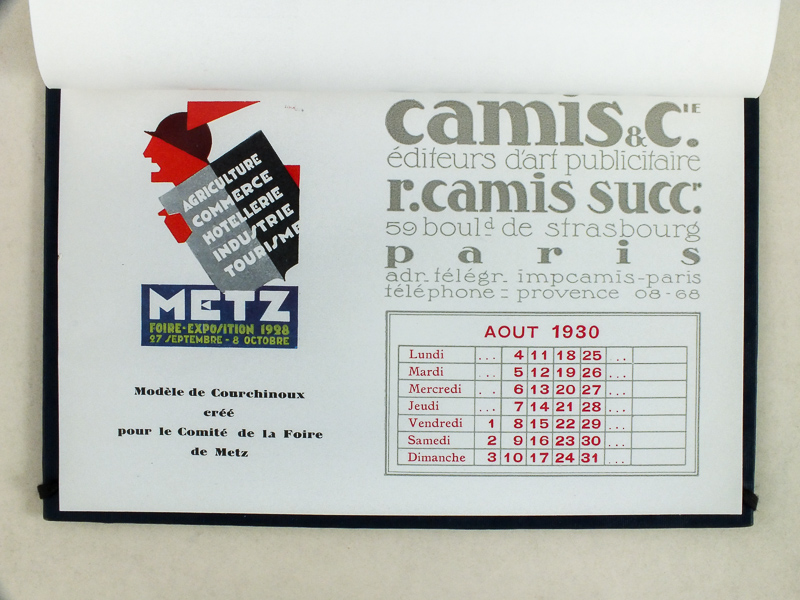 AGRICULTURE
COMMERCE
HÔTELLERIE
INDUSTRIE
TOURISME
METZ
FOIRE-EXPOSITION 1928
27 SEPTEMBRE - 8 OCTOBRE
Modèle de Courchinoux
créé
pour le Comité de la Foire
de Metz
camis & C.IE
éditeurs d'art publicitaire
r. camis succr.
59 boul.d de strasbourg
paris
adr. télégr. impcamis-paris
téléphone = provence 08-68
AOUT 1930
Lundi ... 4 11 18 25 ...
Mardi ... 5 12 19 26 ...
Mercredi . . 6 13 20 27 ...
Jeudi ... 7 14 21 28 ...
Vendredi 1 8 15 22 29 ...
Samedi 2 9 16 23 30 ...
Dimanche 3 10 17 24 31 ...